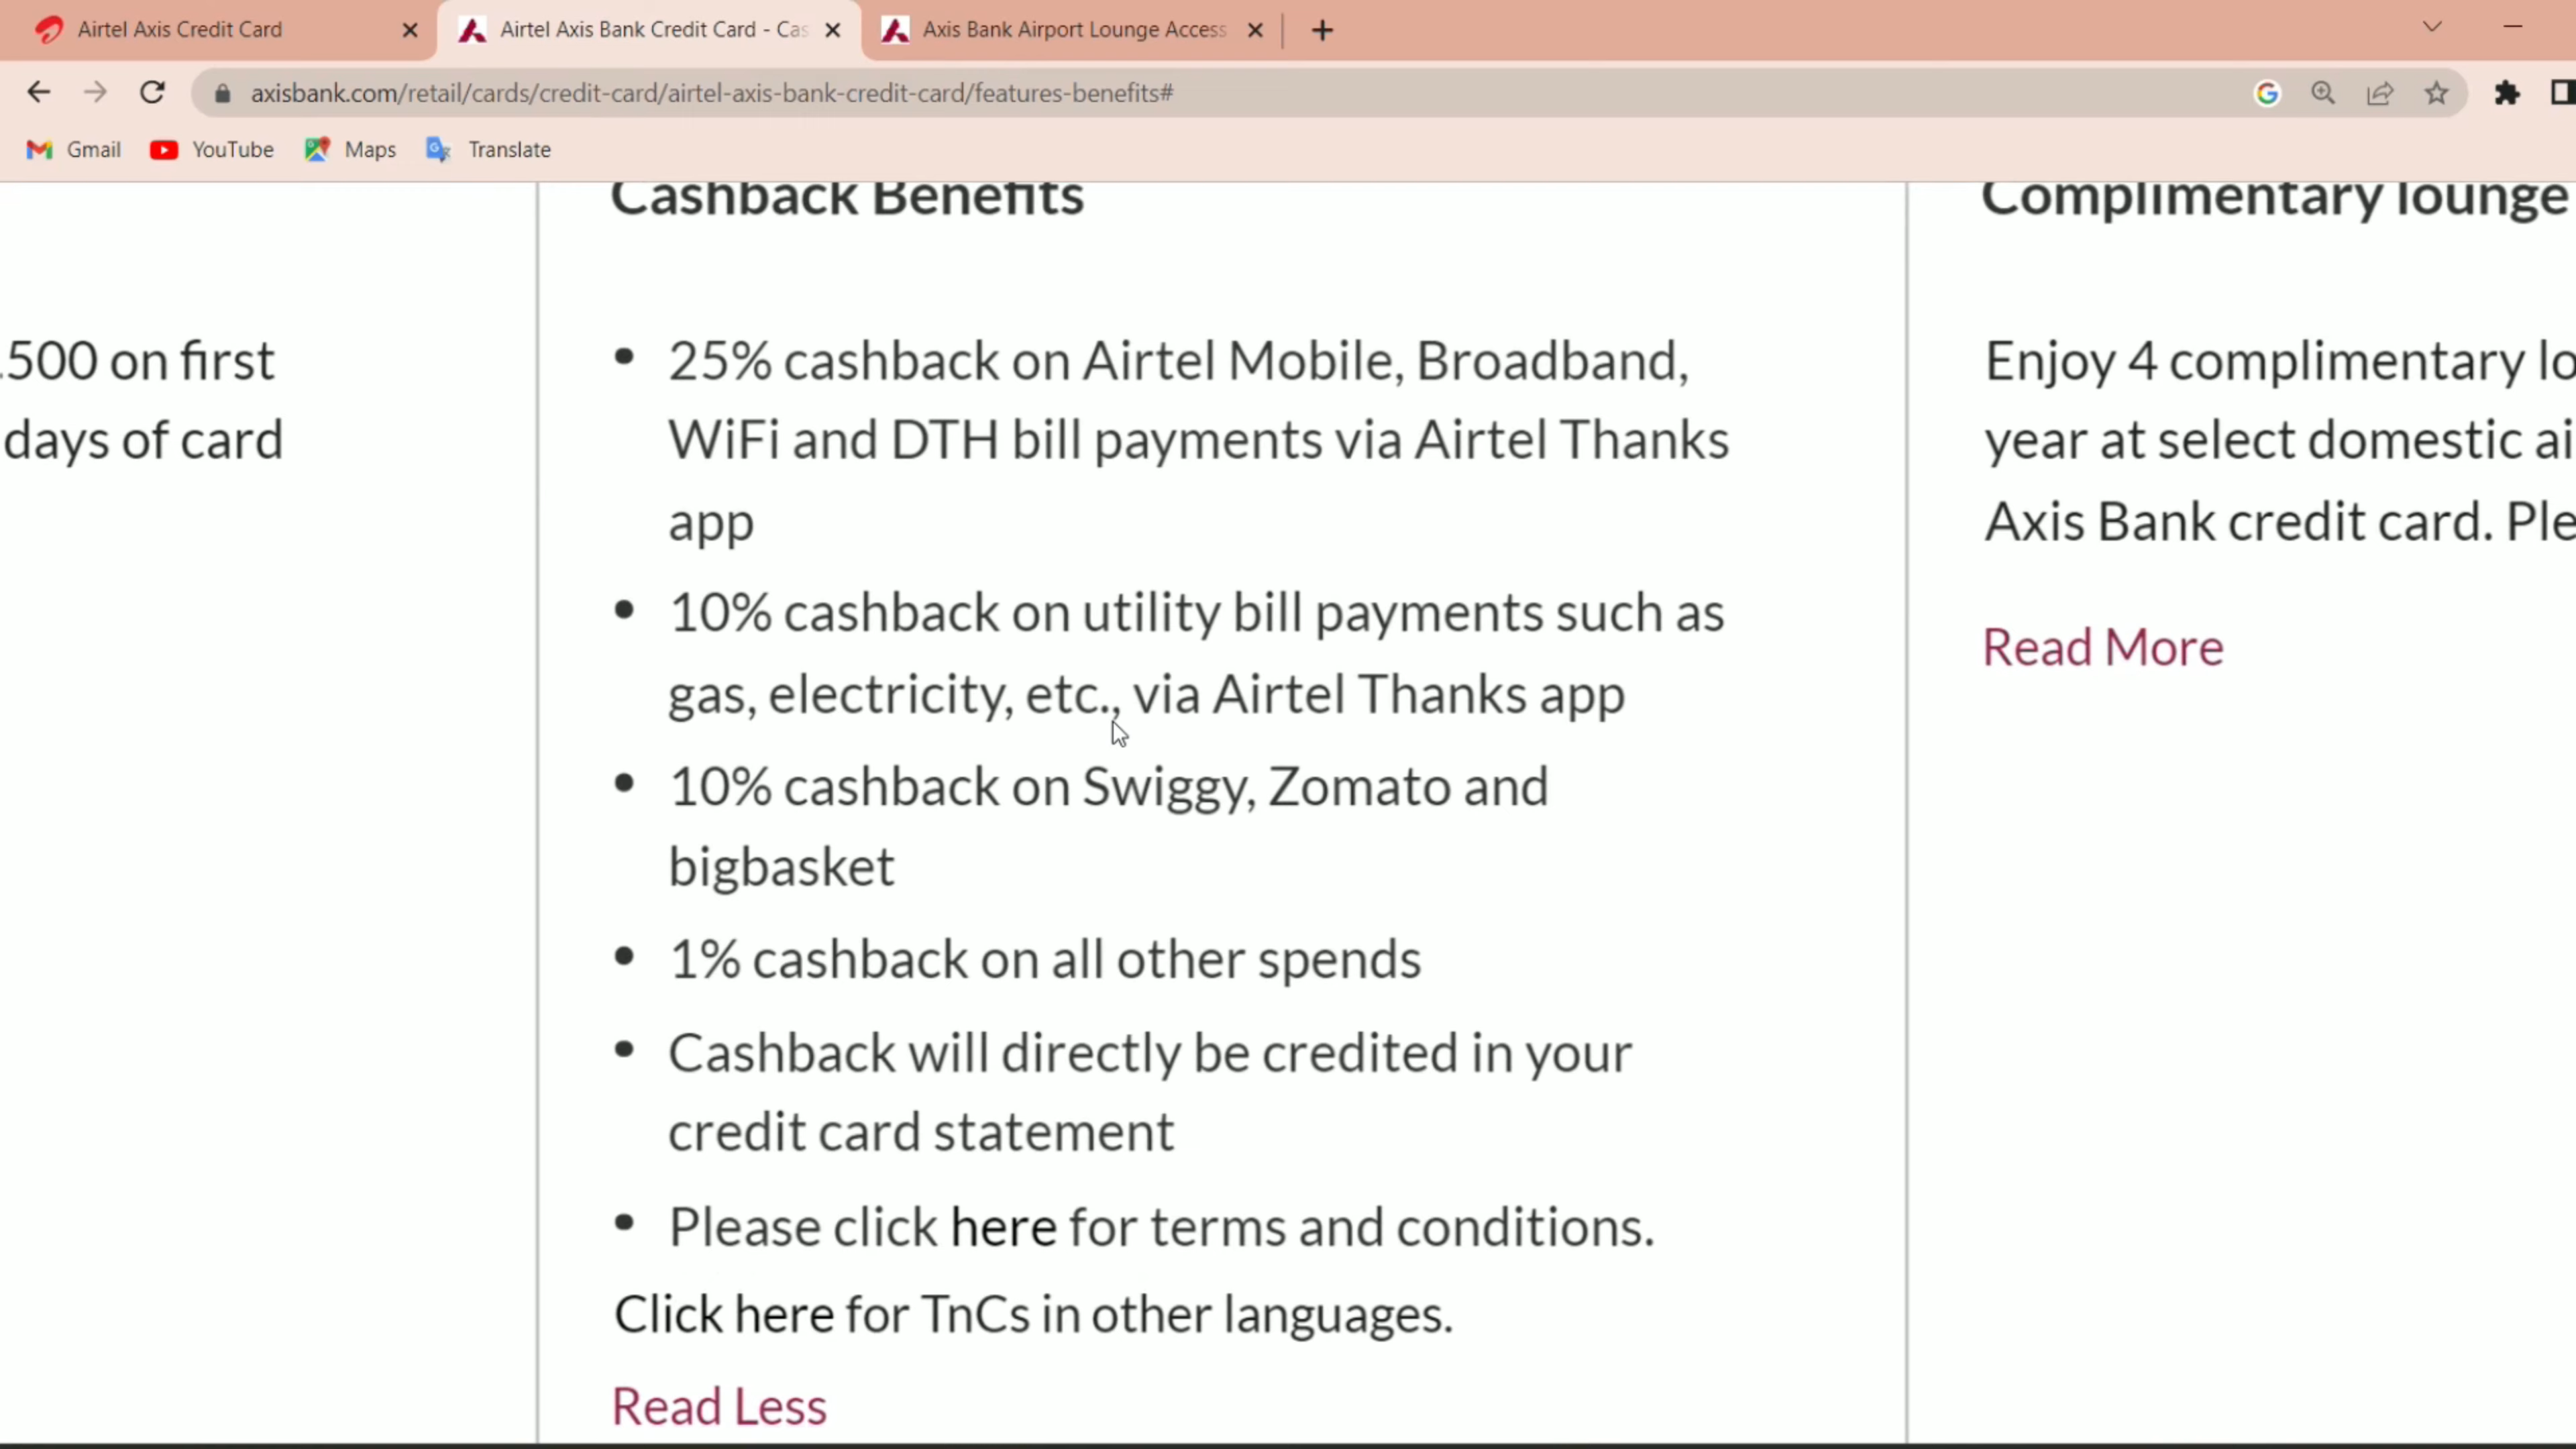 Airtel Axis Credit Card
Airtel Axis Bank Credit Card - Cas
Axis Bank Airport Lounge Access
axisbank.com/retail/cards/credit-card/airtel-axis-bank-credit-card/features-benefits#
Gmail
YouTube
Maps
Translate
.500 on first
days of card
Cashback Benefits
• 25% cashback on Airtel Mobile, Broadband,
WiFi and DTH bill payments via Airtel Thanks
app
• 10% cashback on utility bill payments such as
gas, electricity, etc., via Airtel Thanks app
• 10% cashback on Swiggy, Zomato and
bigbasket
• 1% cashback on all other spends
• Cashback will directly be credited in your
credit card statement
• Please click here for terms and conditions.
Click here for TnCs in other languages.
Read Less
Complimentary lounge
Enjoy 4 complimentary lo
year at select domestic ai
Axis Bank credit card. Ple
Read More